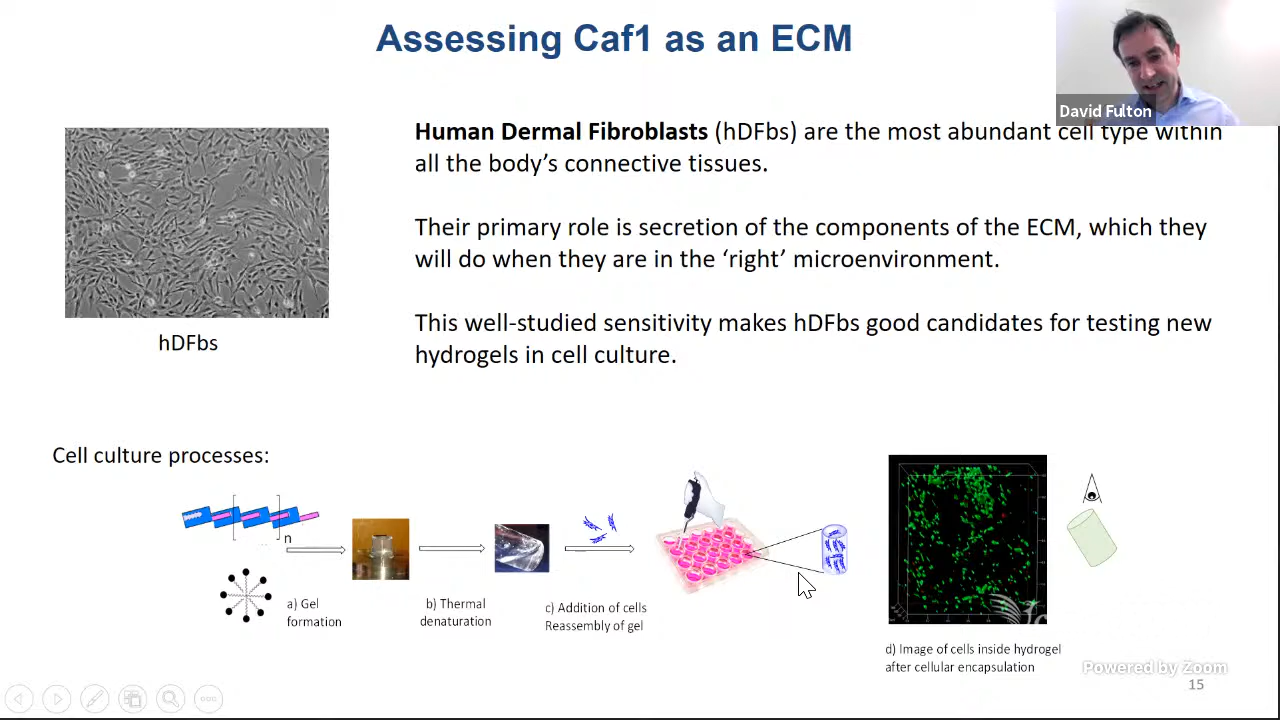 Assessing Caf1 as an ECM
David Fulton
Human Dermal Fibroblasts (hDFbs) are the most abundant cell type within
all the body's connective tissues.
Their primary role is secretion of the components of the ECM, which they
will do when they are in the ‘right’ microenvironment.
This well-studied sensitivity makes hDFbs good candidates for testing new
hydrogels in cell culture.
hDFbs
Cell culture processes:
n
a) Gel
formation
b) Thermal
denaturation
c) Addition of cells
Reassembly of gel
d) Image of cells inside hydrogel
after cellular encapsulation
Powered by Zoom
15